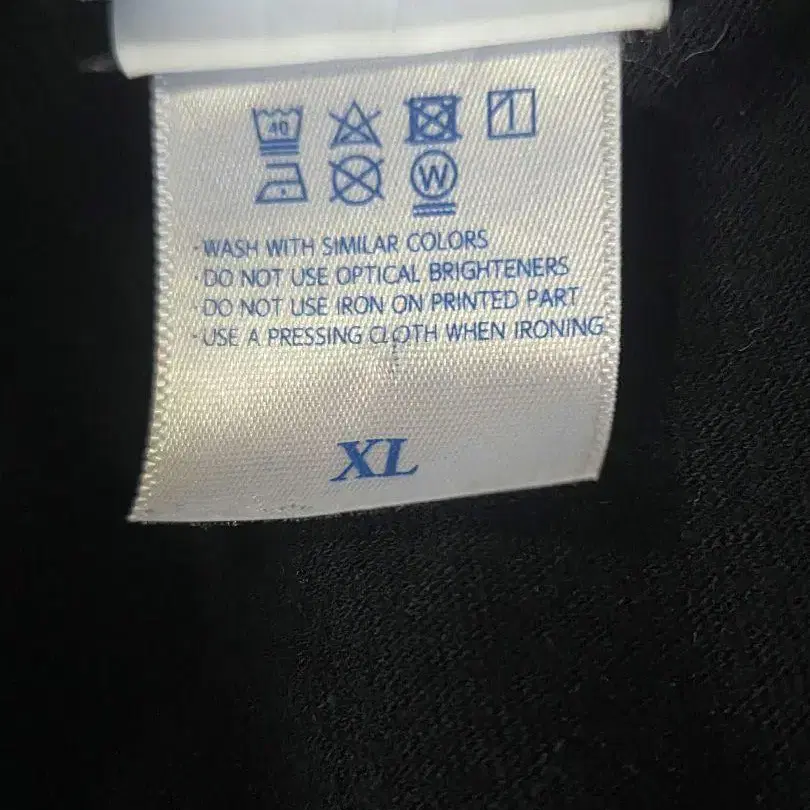 40
W
·WASH WITH SIMILAR COLORS
·DO NOT USE OPTICAL BRIGHTENERS
·DO NOT USE IRON ON PRINTED PART
·USE A PRESSING CLOTH WHEN IRONING
XL